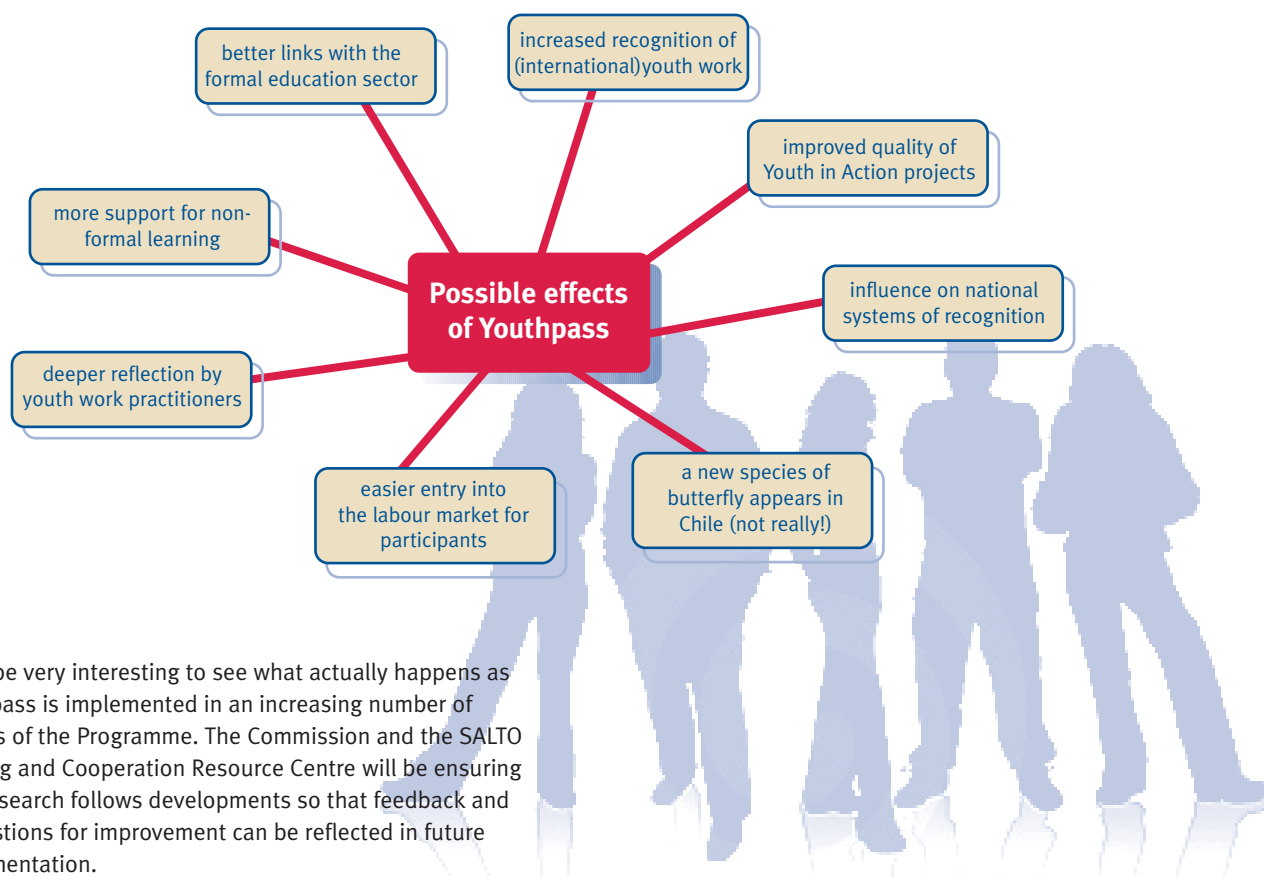 better links with the
formal education sector
increased recognition of
(international)youth work
improved quality of
Youth in Action projects
more support for non-
formal learning
Possible effects
of Youthpass
influence on national
systems of recognition
deeper reflection by
youth work practitioners
easier entry into
the labour market for
participants
a new species of
butterfly appears in
Chile (not really!)
be very interesting to see what actually happens as
pass is implemented in an increasing number of
s of the Programme. The Commission and the SALTO
g and Cooperation Resource Centre will be ensuring
search follows developments so that feedback and
stions for improvement can be reflected in future
mentation.